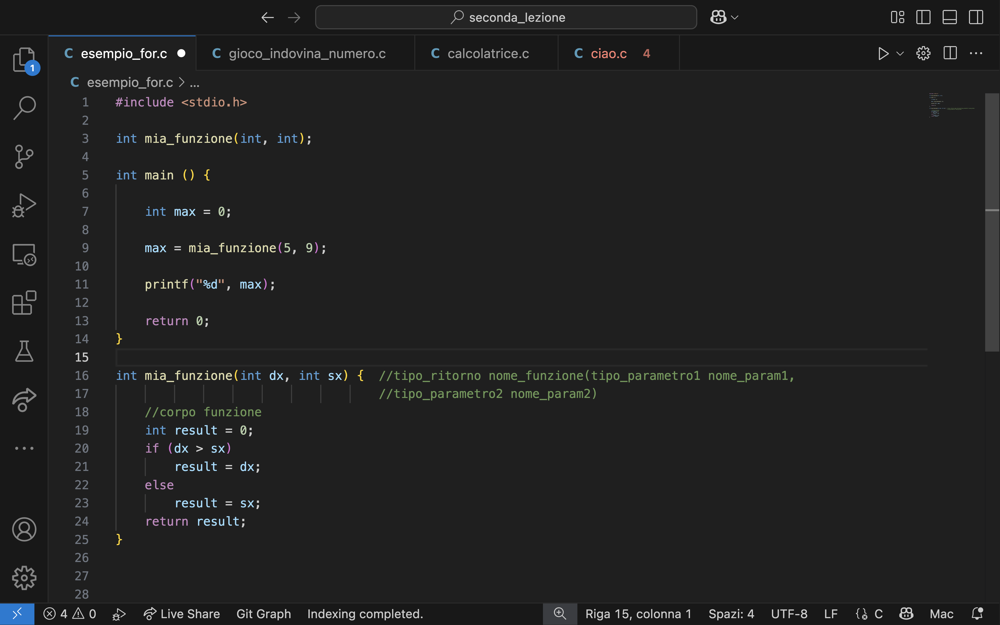 seconda_lezione
esempio_for.c
gioco_indovina_numero.c
calcolatrice.c
ciao.c 4
1
esempio_for.c > ...
1 #include <stdio.h>
2
3 int mia_funzione(int, int);
4
5 int main () {
6
7 int max = 0;
8
9 max = mia_funzione(5, 9);
10
11 printf("%d", max);
12
13 return 0;
14 }
15
16 int mia_funzione(int dx, int sx) { //tipo_ritorno nome_funzione(tipo_parametro1 nome_param1,
17 //tipo_parametro2 nome_param2)
18 //corpo funzione
19 int result = 0;
20 if (dx > sx)
21 result = dx;
22 else
23 result = sx;
24 return result;
25 }
26
27
28
4 0 Live Share Git Graph Indexing completed. Riga 15, colonna 1 Spazi: 4 UTF-8 LF C Mac